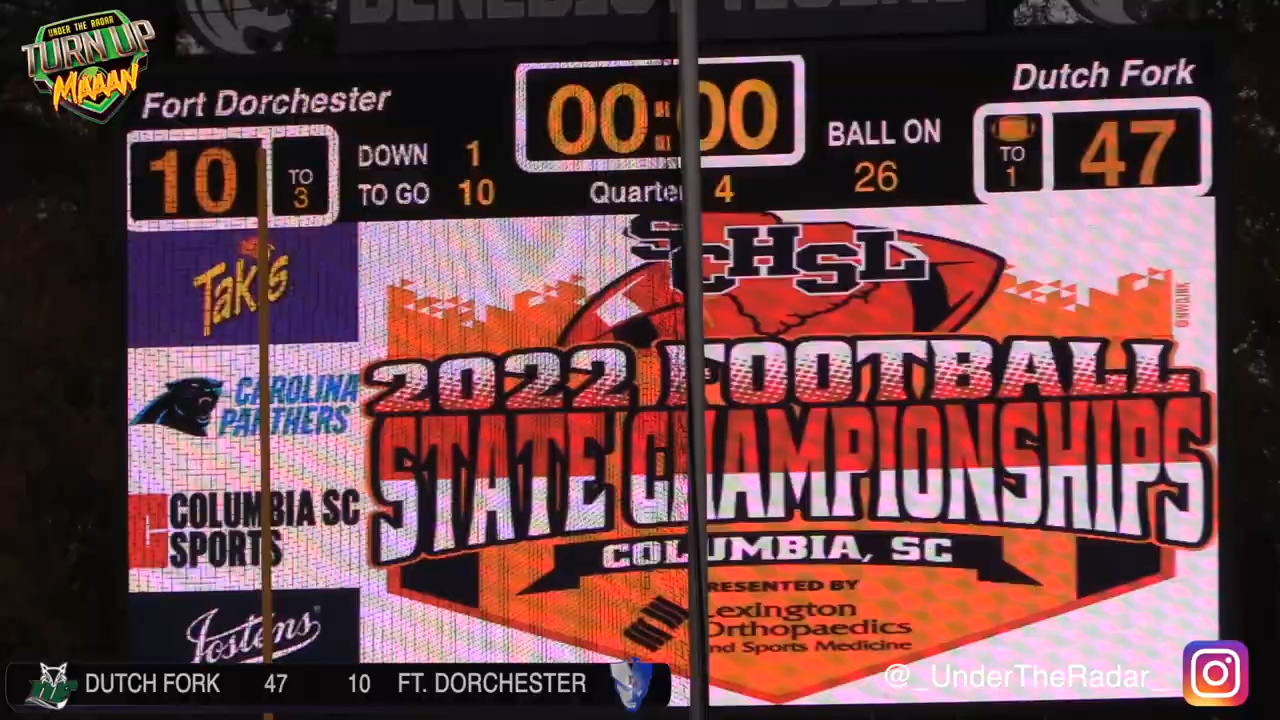 UNDER THE RADAR
TURN UP
MAAAN
Fort Dorchester
10
TO
3
DOWN 1
TO GO 10
00:00
Quarter 4
BALL ON
26
Dutch Fork
TO
1
47
Takis
CAROLINA
PANTHERS
COLUMBIA SC
SPORTS
Jostens
SCHSL
2022 FOOTBALL
STATE CHAMPIONSHIPS
COLUMBIA, SC
PRESENTED BY
Lexington
Orthopaedics
and Sports Medicine
DUTCH FORK 47 10 FT. DORCHESTER
@_UnderTheRadar_